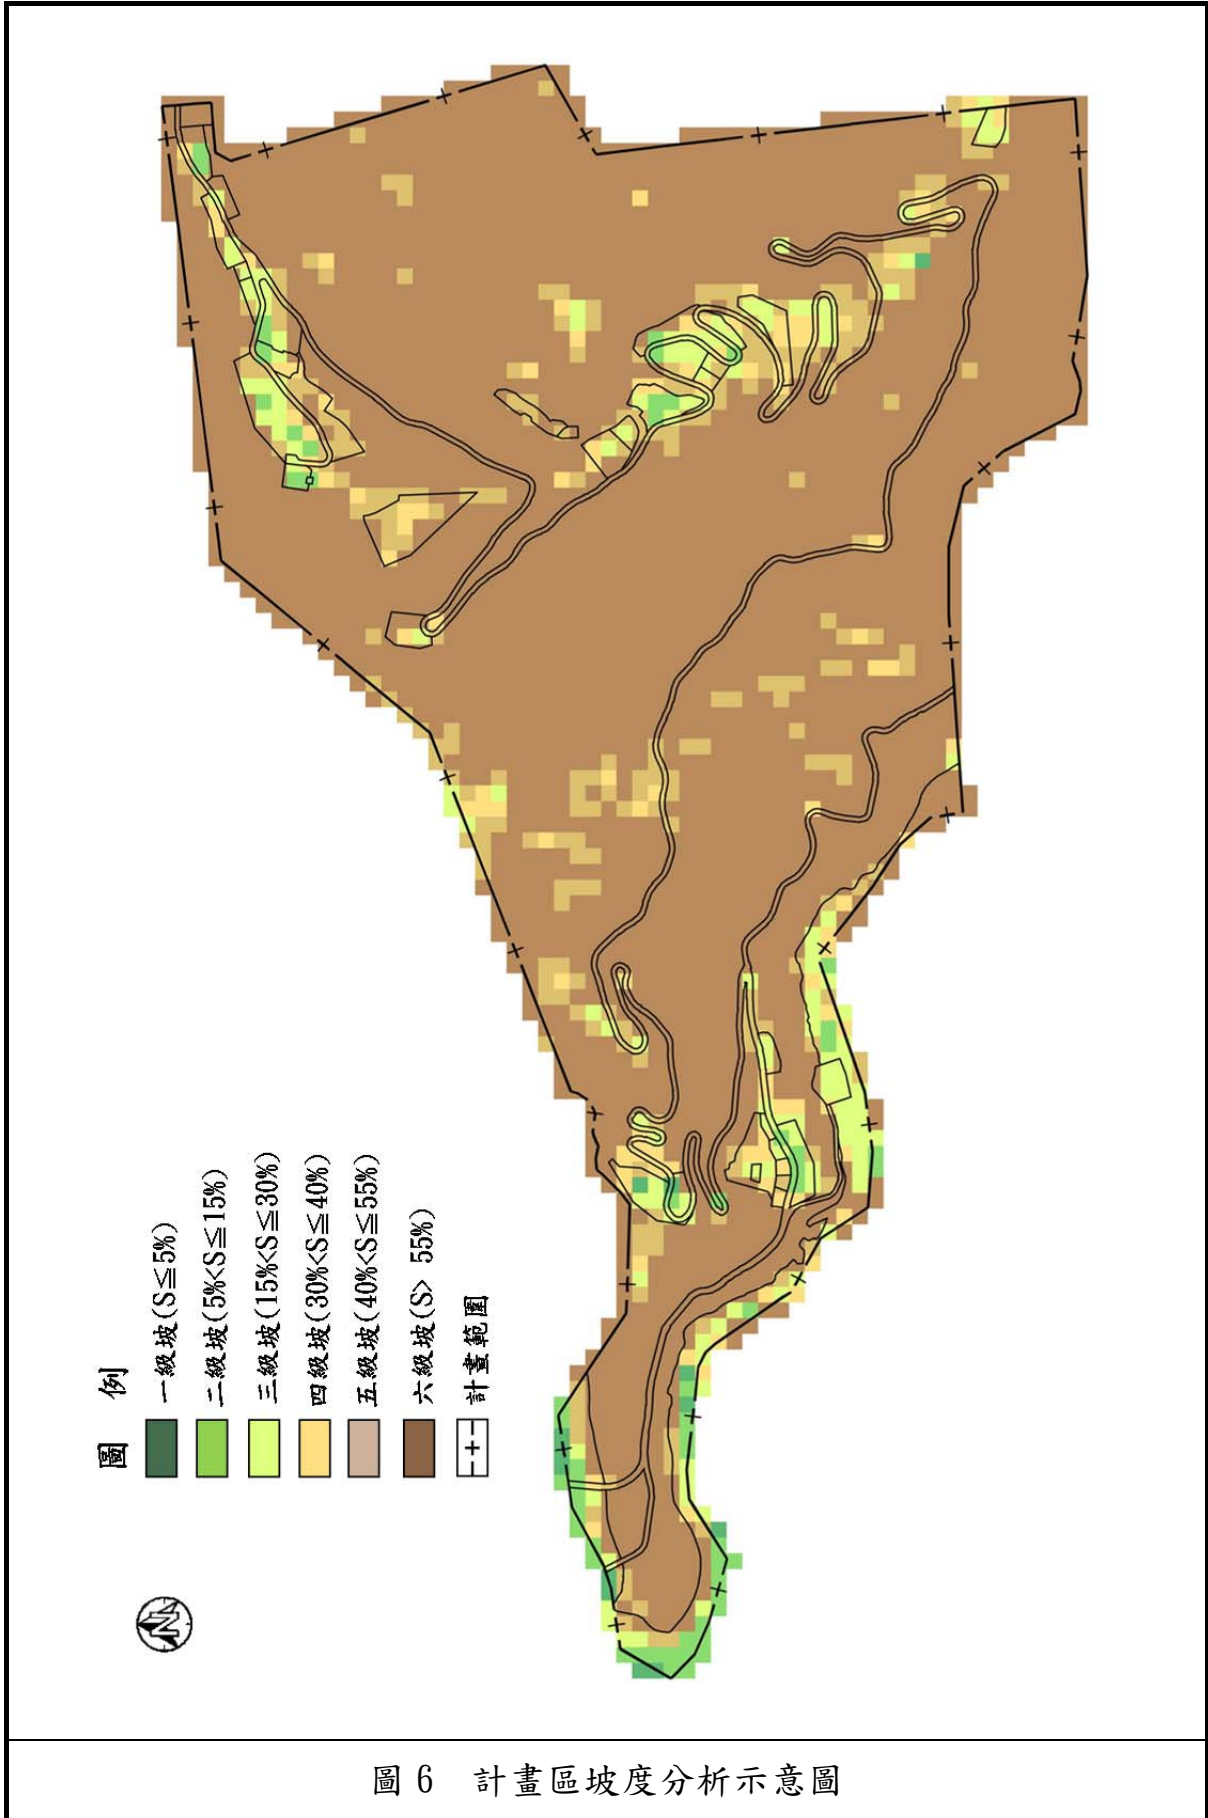 圖 例
一級坡(S≦5%)
二級坡(5%<S≦15%)
三級坡(15%<S≦30%)
四級坡(30%<S≦40%)
五級坡(40%<S≦55%)
六級坡(S> 55%)
計畫範圍
N
圖 6 計畫區坡度分析示意圖